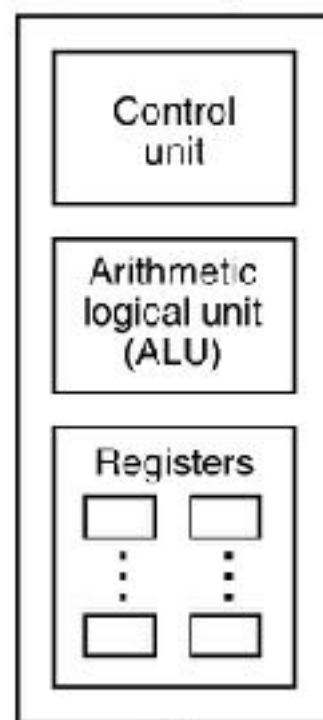 Control
unit
Arithmetic
logical unit
(ALU)
Registers